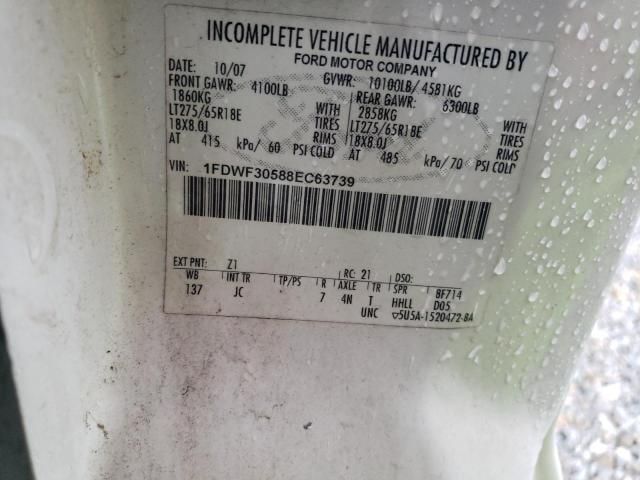 INCOMPLETE VEHICLE MANUFACTURED BY
FORD MOTOR COMPANY
DATE: 10/07 GVWR: 10100LB/ 4581KG
FRONT GAWR: 4100LB REAR GAWR: 6300LB
1860KG WITH 2858KG WITH
LT275/65R18E TIRES LT275/65R18E TIRES
18X8.0J RIMS 18X8.0J RIMS
AT 415 kPa/ 60 PSI COLD AT 485 kPa/ 70 PSI COLD
VIN: 1FDWF30588EC63739
EXT PNT: Z1 RC: 21 DSO:
WB INT TR TP/PS R AXLE TR SPR 8F714
137 JC 7 4N T HHLL D05
UNC ▽5U5A-1520472-BA